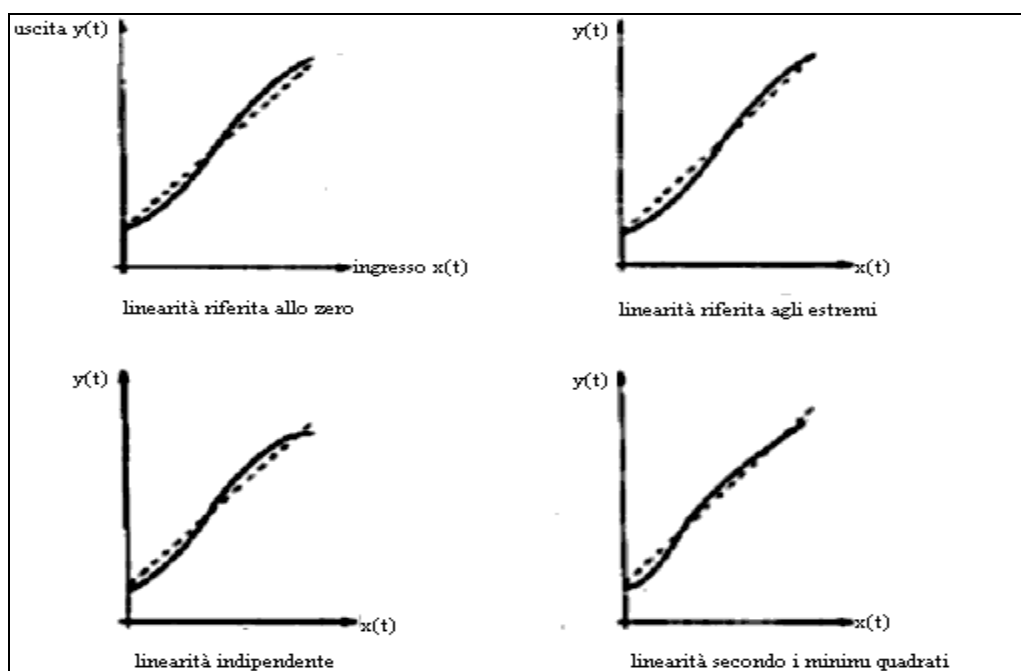 uscita y(t)
ingresso x(t)
linearità riferita allo zero
y(t)
x(t)
linearità riferita agli estremi
y(t)
x(t)
linearità indipendente
y(t)
x(t)
linearità secondo i minimi quadrati